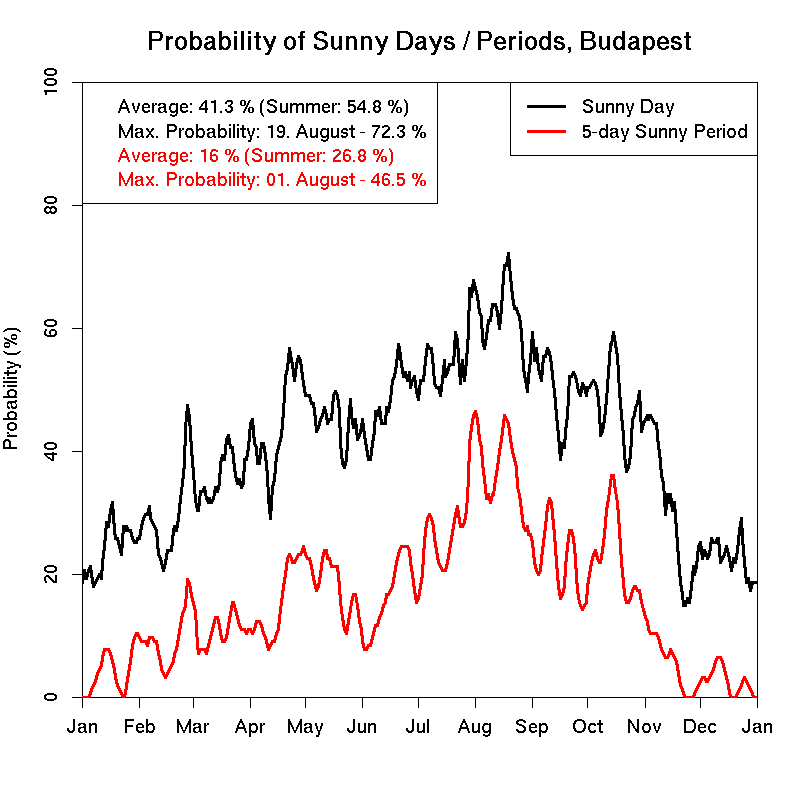 Probability of Sunny Days / Periods, Budapest
Average: 41.3 % (Summer: 54.8 %)
Max. Probability: 19. August - 72.3 %
Average: 16 % (Summer: 26.8 %)
Max. Probability: 01. August - 46.5 %
Sunny Day
5-day Sunny Period
Probability (%)
100
80
60
40
20
0
Jan Feb Mar Apr May Jun Jul Aug Sep Oct Nov Dec Jan